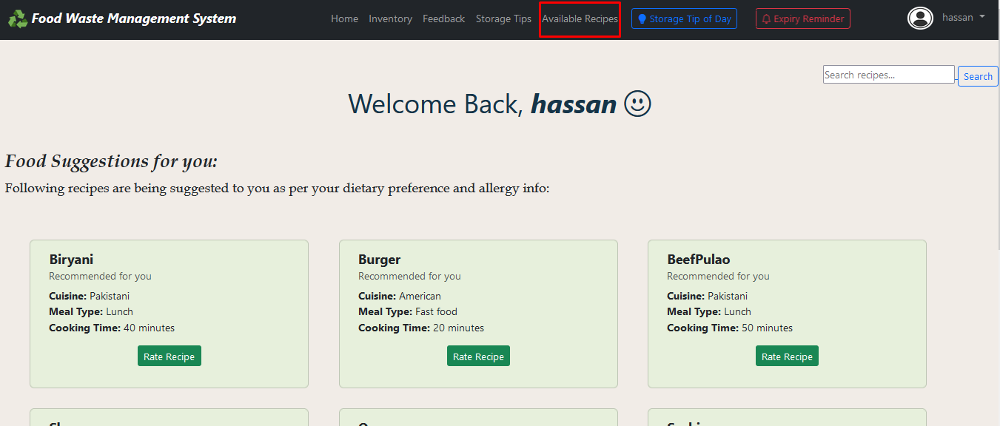 Food Waste Management System Home Inventory Feedback Storage Tips Available Recipes Storage Tip of Day Expiry Reminder hassan
Search recipes... Search
Welcome Back, hassan
Food Suggestions for you:
Following recipes are being suggested to you as per your dietary preference and allergy info:
Biryani
Recommended for you
Cuisine: Pakistani
Meal Type: Lunch
Cooking Time: 40 minutes
Rate Recipe
Burger
Recommended for you
Cuisine: American
Meal Type: Fast food
Cooking Time: 20 minutes
Rate Recipe
BeefPulao
Recommended for you
Cuisine: Pakistani
Meal Type: Lunch
Cooking Time: 50 minutes
Rate Recipe